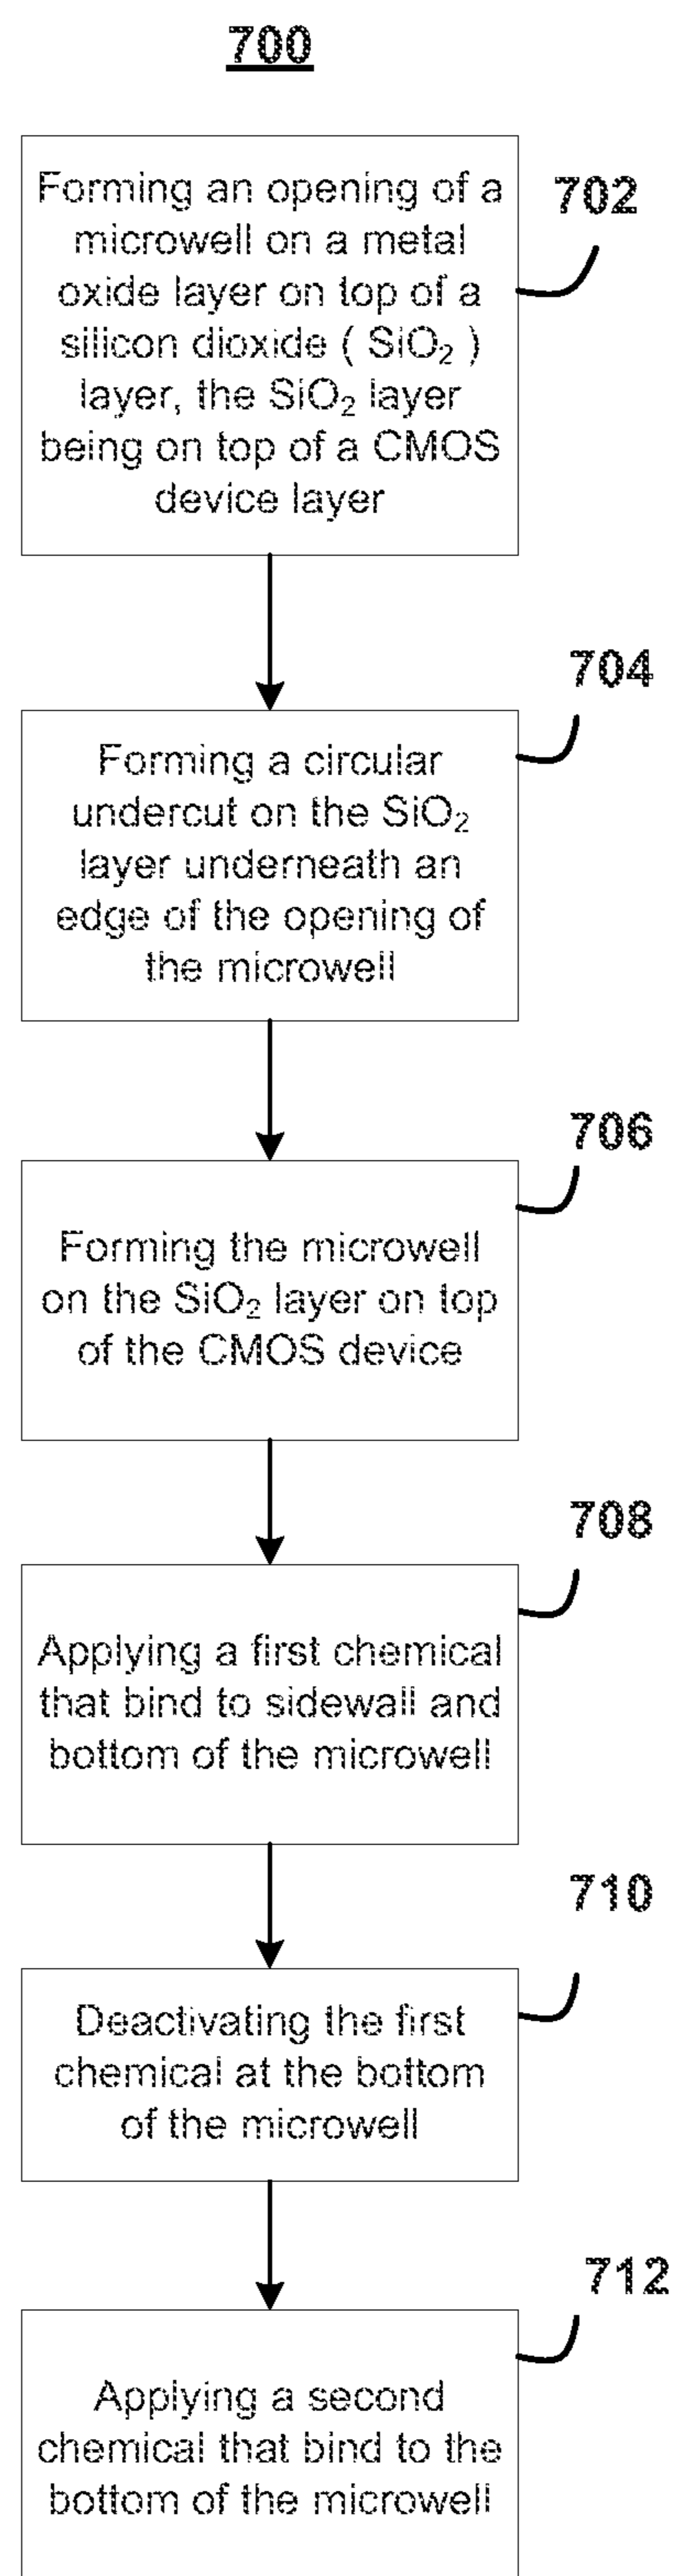 700
Forming an opening of a
702
microwell on a metal
oxide layer on top of a
silicon dioxide ( SiO₂ )
layer, the SiO₂ layer
being on top of a CMOS
device layer
704
Forming a circular
undercut on the SiO₂
layer underneath an
edge of the opening of
the microwell
706
Forming the microwell
on the SiO₂ layer on top
of the CMOS device
708
Applying a first chemical
that bind to sidewall and
bottom of the microwell
710
Deactivating the first
chemical at the bottom
of the microwell
712
Applying a second
chemical that bind to the
bottom of the microwell